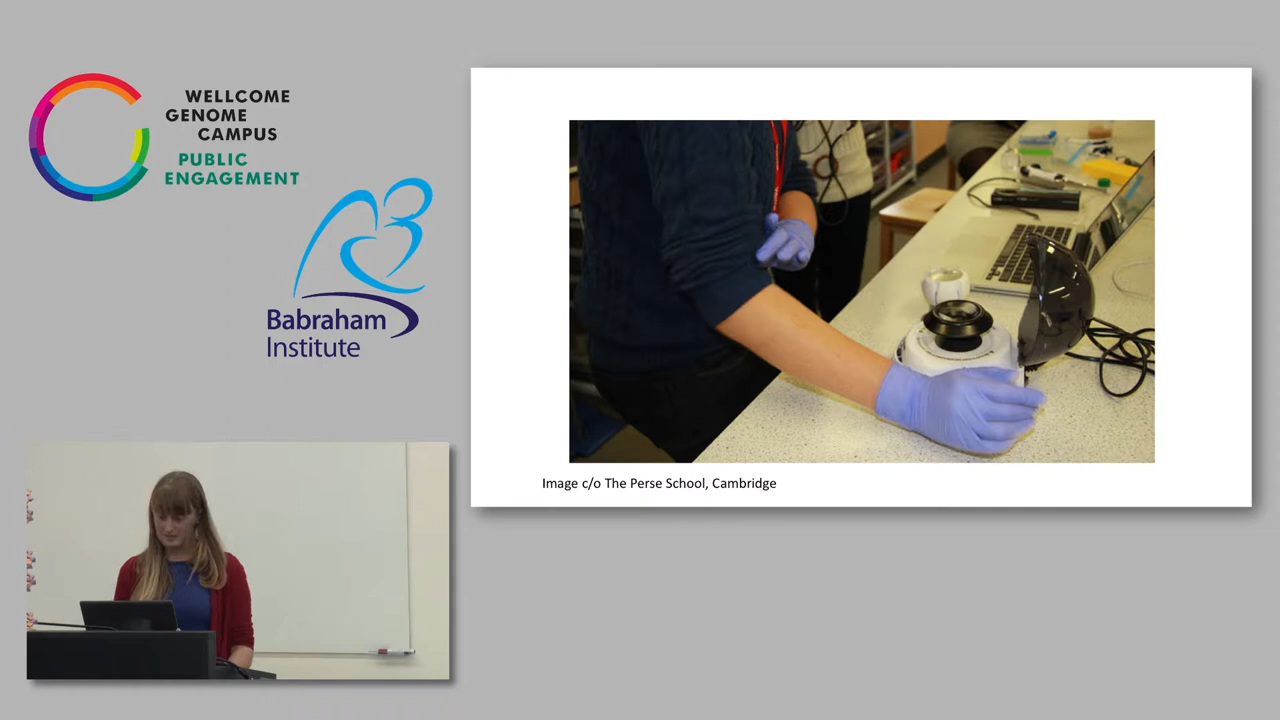 WELLCOME
GENOME
CAMPUS
PUBLIC
ENGAGEMENT
Babraham
Institute
Image c/o The Perse School, Cambridge